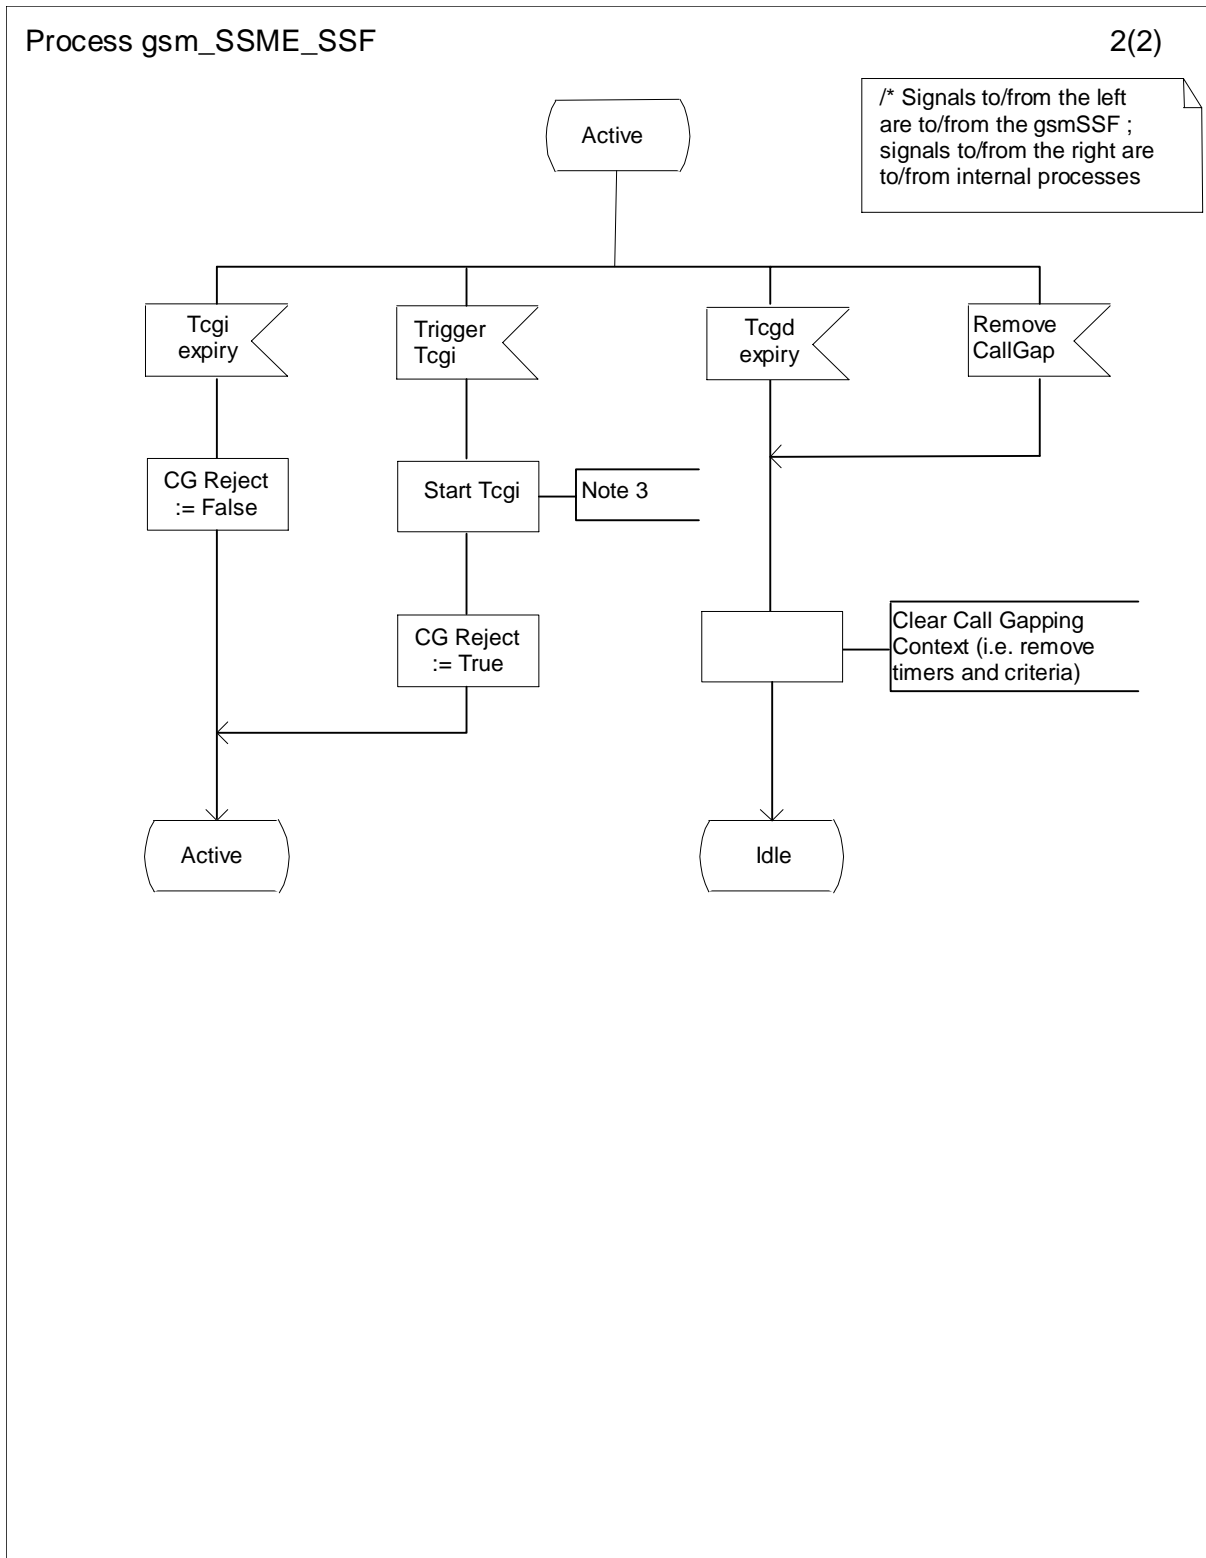 Process gsm_SSME_SSF
2(2)
/* Signals to/from the left
are to/from the gsmSSF ;
signals to/from the right are
to/from internal processes
Active
Tcgi
expiry
Trigger
Tcgi
Tcgd
expiry
Remove
CallGap
CG Reject
:= False
Start Tcgi
Note 3
CG Reject
:= True
Clear Call Gapping
Context (i.e. remove
timers and criteria)
Active
Idle